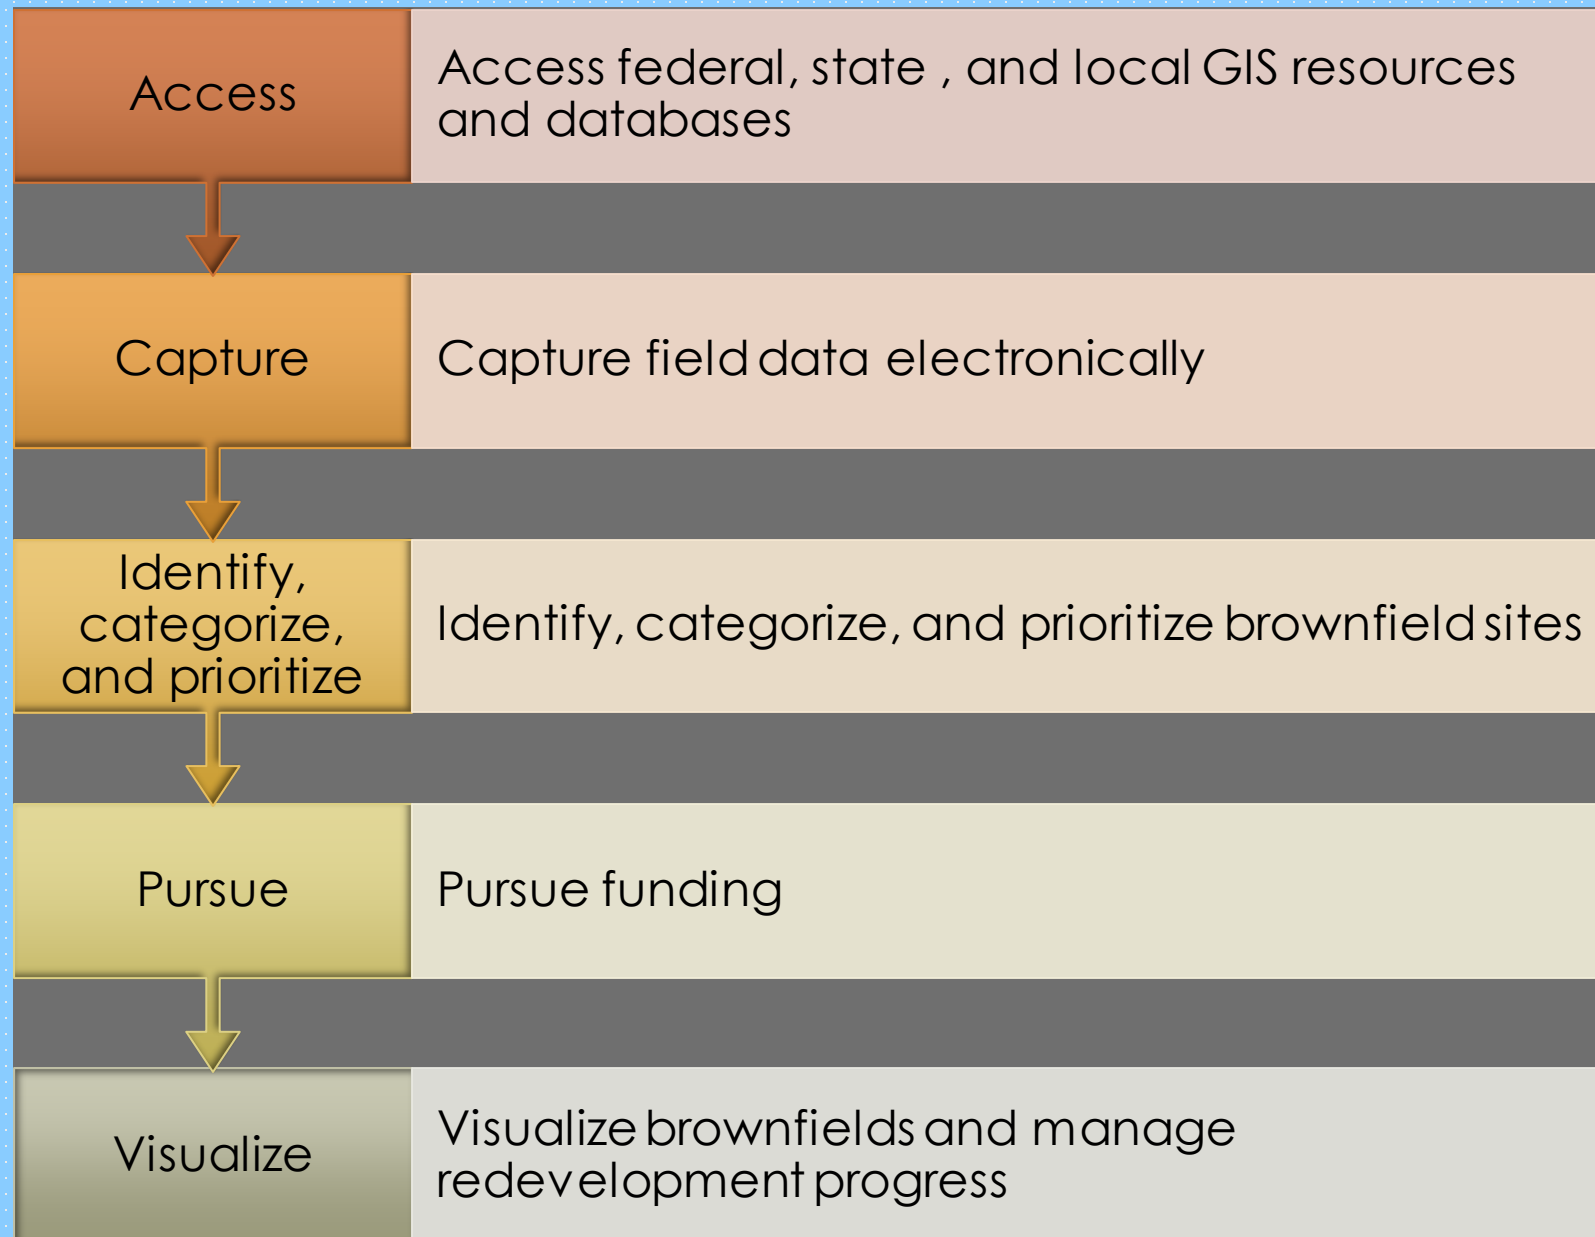 Access
Access federal, state , and local GIS resources
and databases
Capture
Capture field data electronically
Identify,
categorize,
and prioritize
Identify, categorize, and prioritize brownfield sites
Pursue
Pursue funding
Visualize
Visualize brownfields and manage
redevelopment progress